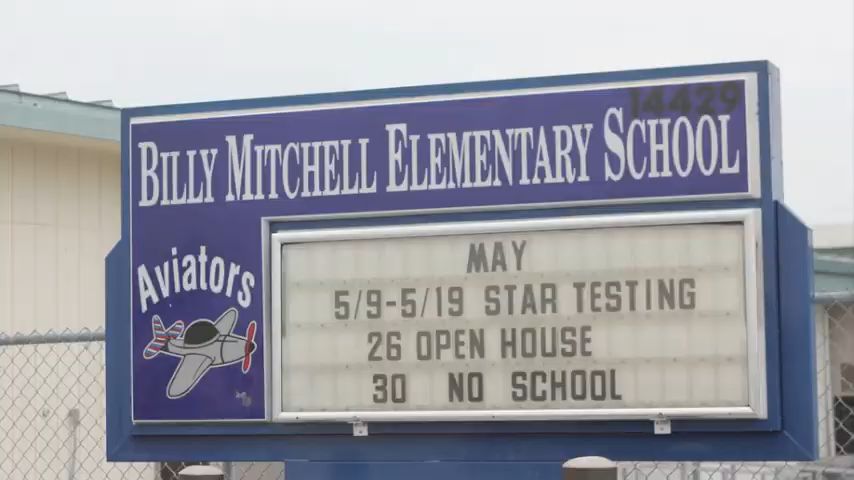 14429
BILLY MITCHELL ELEMENTARY SCHOOL
Aviators
MAY
5/9-5/19 STAR TESTING
26 OPEN HOUSE
30 NO SCHOOL